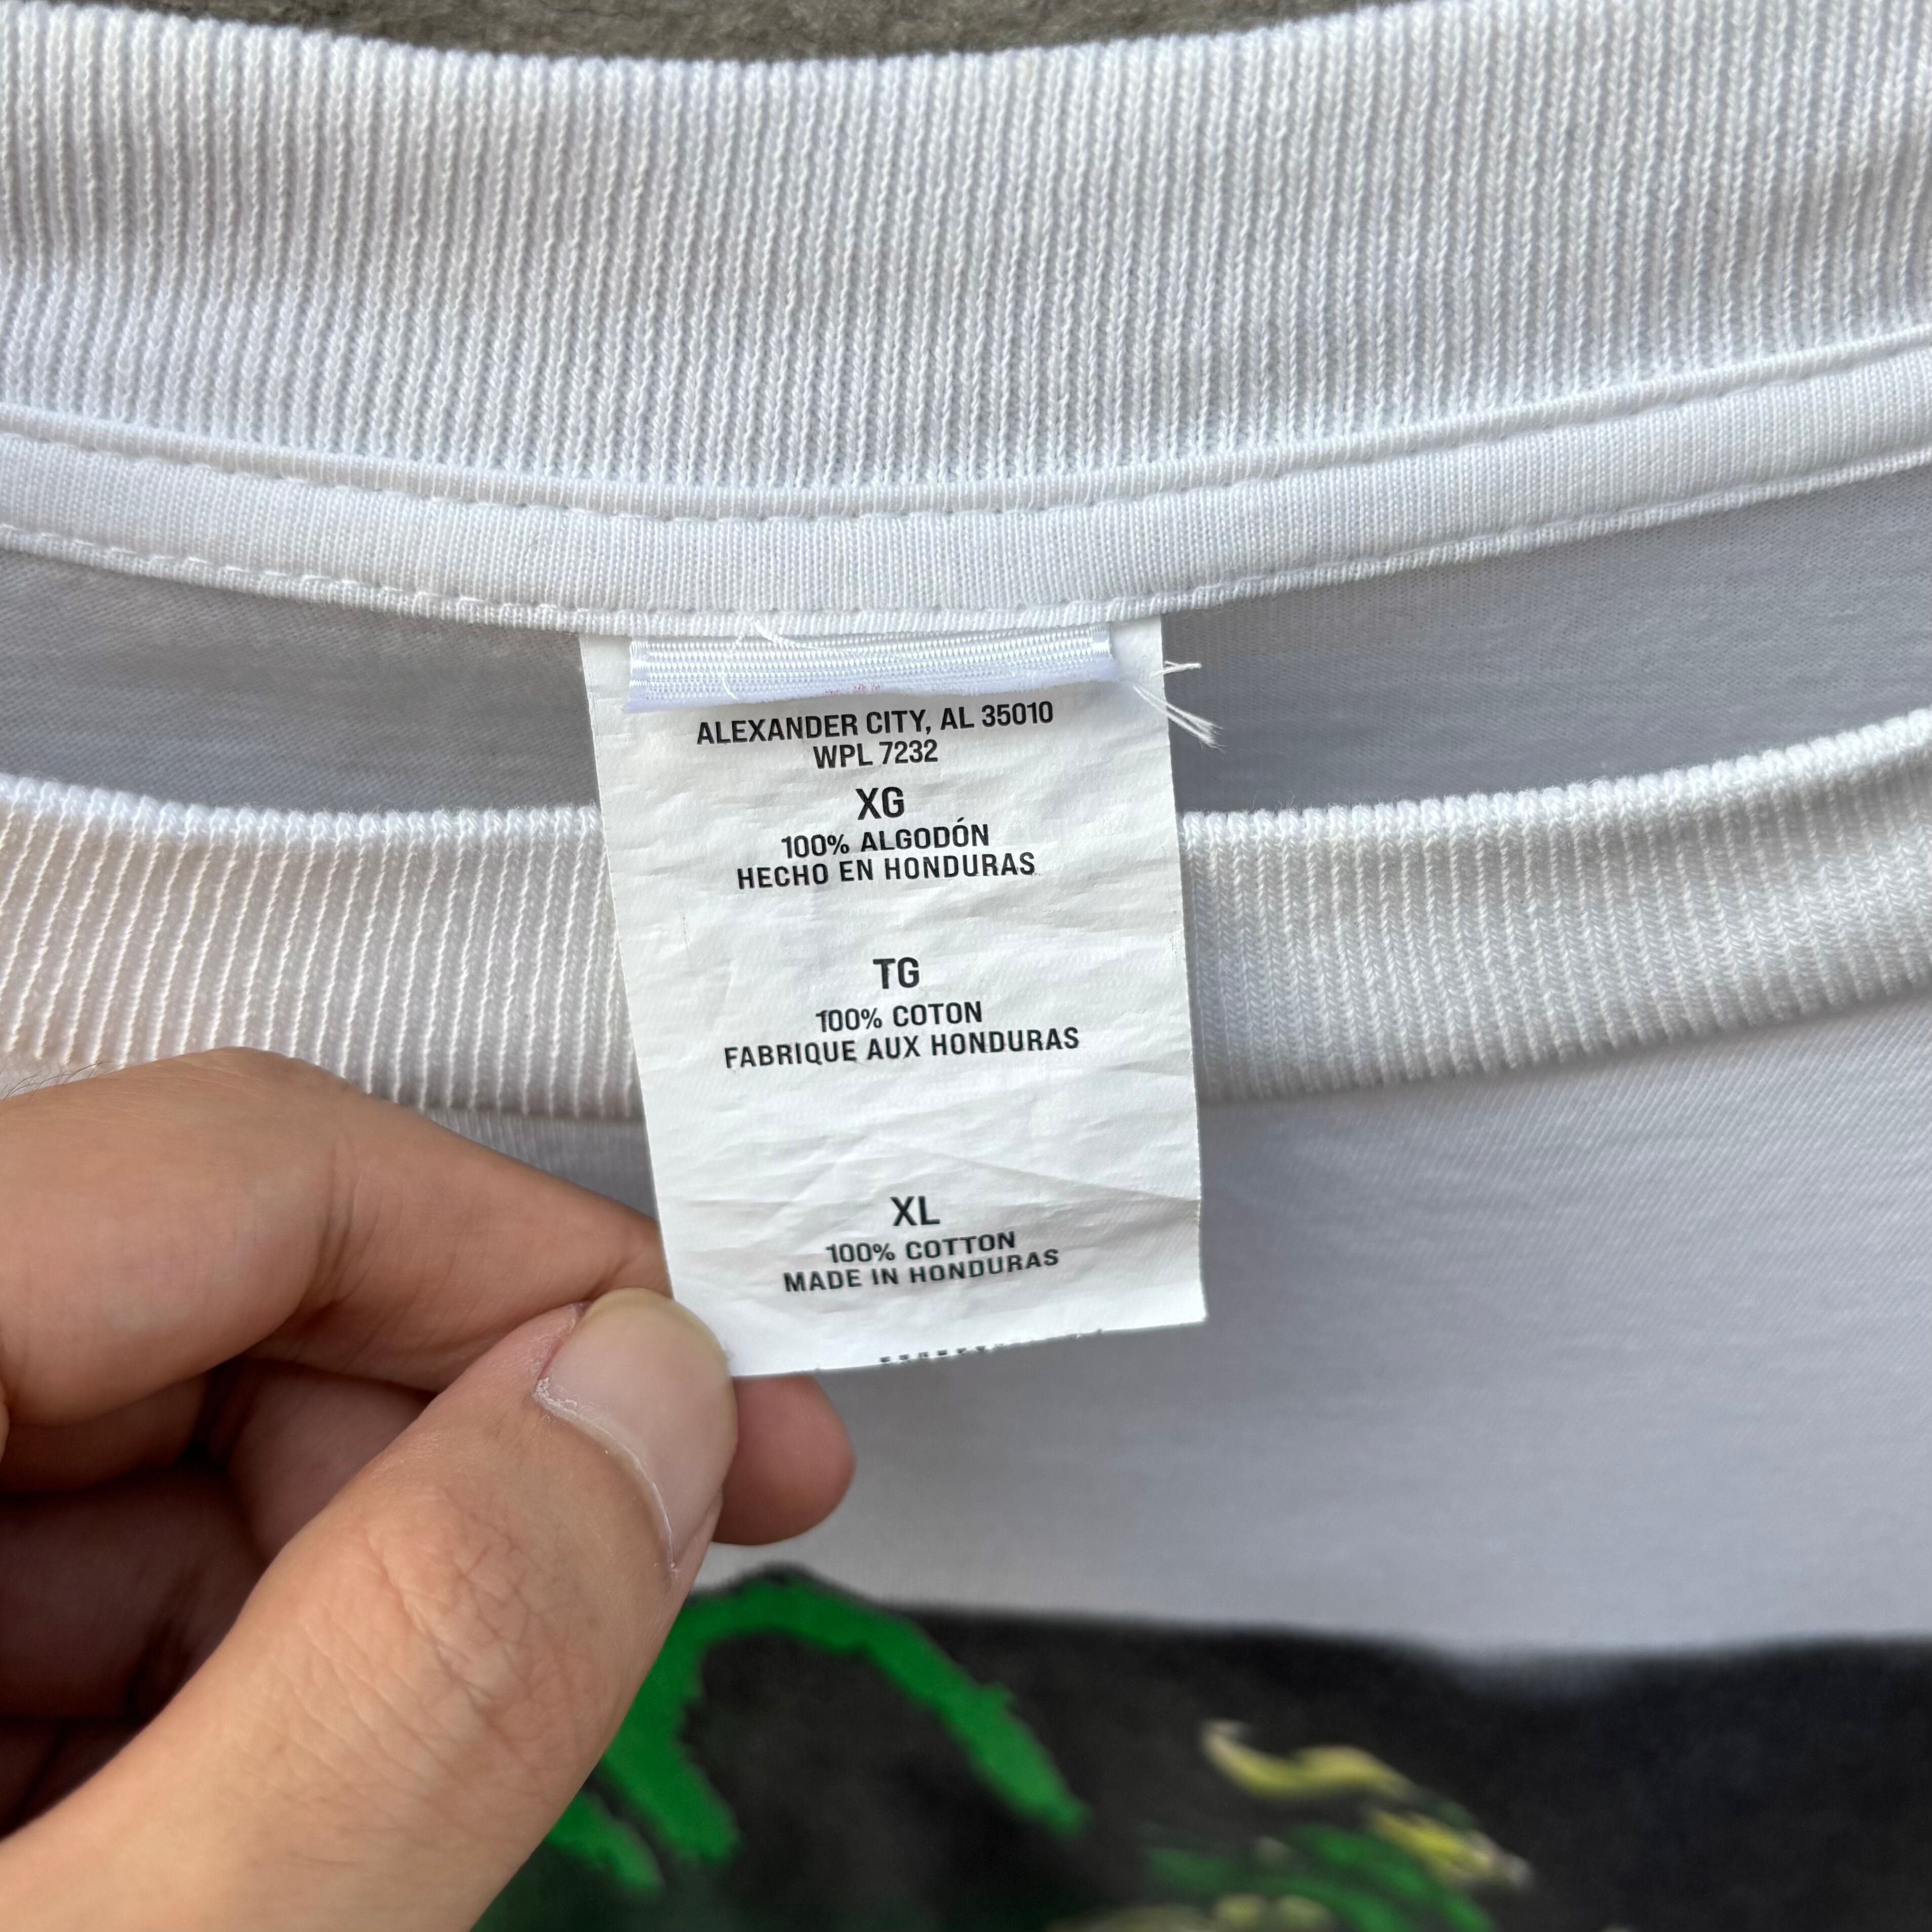 ALEXANDER CITY, AL 35010
WPL 7232
XG
100% ALGODÓN
HECHO EN HONDURAS
TG
100% COTON
FABRIQUE AUX HONDURAS
XL
100% COTTON
MADE IN HONDURAS